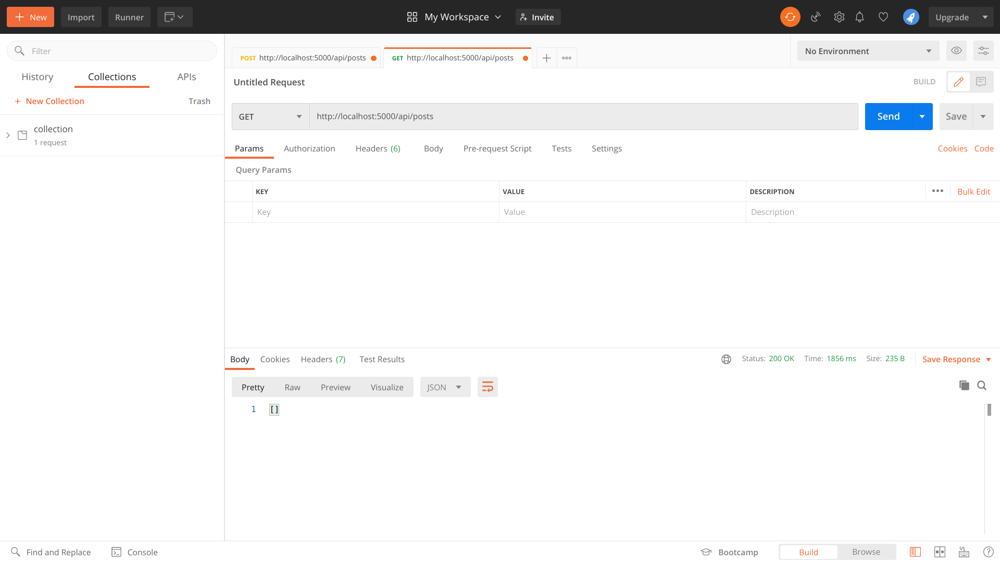 New
Import
Runner
My Workspace
Invite
Upgrade
Filter
History
Collections
APIs
+ New Collection
Trash
collection
1 request
POST http://localhost:5000/api/posts
GET http://localhost:5000/api/posts
No Environment
Untitled Request
BUILD
GET
http://localhost:5000/api/posts
Send
Save
Params
Authorization
Headers (6)
Body
Pre-request Script
Tests
Settings
Cookies
Code
Query Params
KEY
VALUE
DESCRIPTION
Bulk Edit
Key
Value
Description
Body
Cookies
Headers (7)
Test Results
Status: 200 OK
Time: 1856 ms
Size: 235 B
Save Response
Pretty
Raw
Preview
Visualize
JSON
1 []
Find and Replace
Console
Bootcamp
Build
Browse